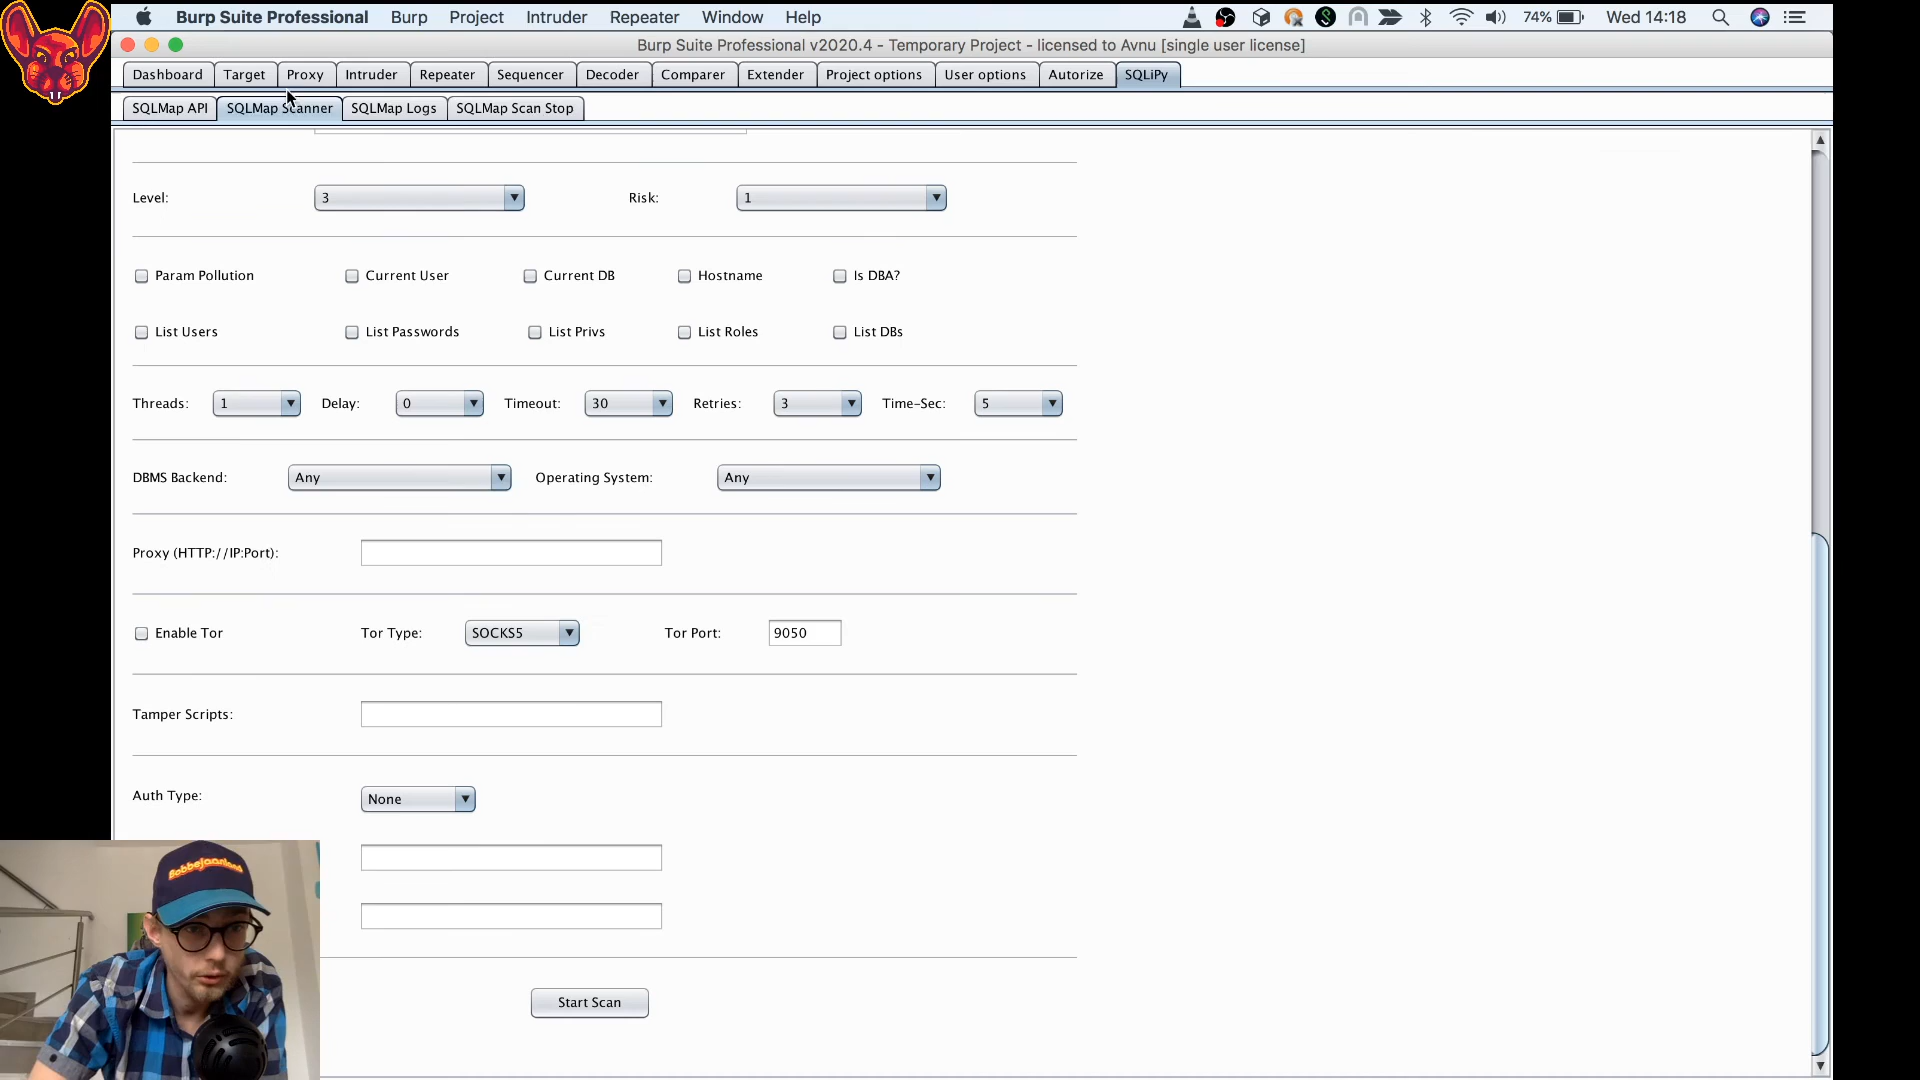 Burp Suite Professional Burp Project Intruder Repeater Window Help 74% Wed 14:18
Burp Suite Professional v2020.4 - Temporary Project - licensed to Avnu [single user license]
Dashboard Target Proxy Intruder Repeater Sequencer Decoder Comparer Extender Project options User options Autorize SQLiPy
SQLMap API SQLMap Scanner SQLMap Logs SQLMap Scan Stop
Level: 3 Risk: 1
Param Pollution Current User Current DB Hostname Is DBA?
List Users List Passwords List Privs List Roles List DBs
Threads: 1 Delay: 0 Timeout: 30 Retries: 3 Time-Sec: 5
DBMS Backend: Any Operating System: Any
Proxy (HTTP://IP:Port):
Enable Tor Tor Type: SOCKS5 Tor Port: 9050
Tamper Scripts:
Auth Type: None
Bobbejaanland
Start Scan